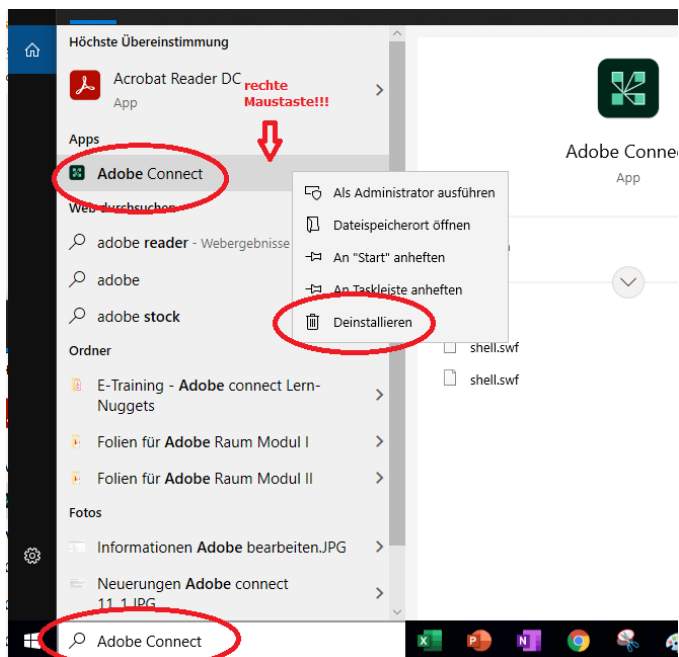 Höchste Übereinstimmung
Acrobat Reader DC
App
rechte
Maustaste!!!
Apps
Adobe Connect
Web durchsuchen
adobe reader - Webergebnisse
adobe
adobe stock
Ordner
E-Training - Adobe connect Lern-
Nuggets
Folien für Adobe Raum Modul I
Folien für Adobe Raum Modul II
Fotos
Informationen Adobe bearbeiten.JPG
Neuerungen Adobe connect
11_1.JPG
Adobe Connect
Als Administrator ausführen
Dateispeicherort öffnen
An "Start" anheften
An Taskleiste anheften
Deinstallieren
App
shell.swf
shell.swf